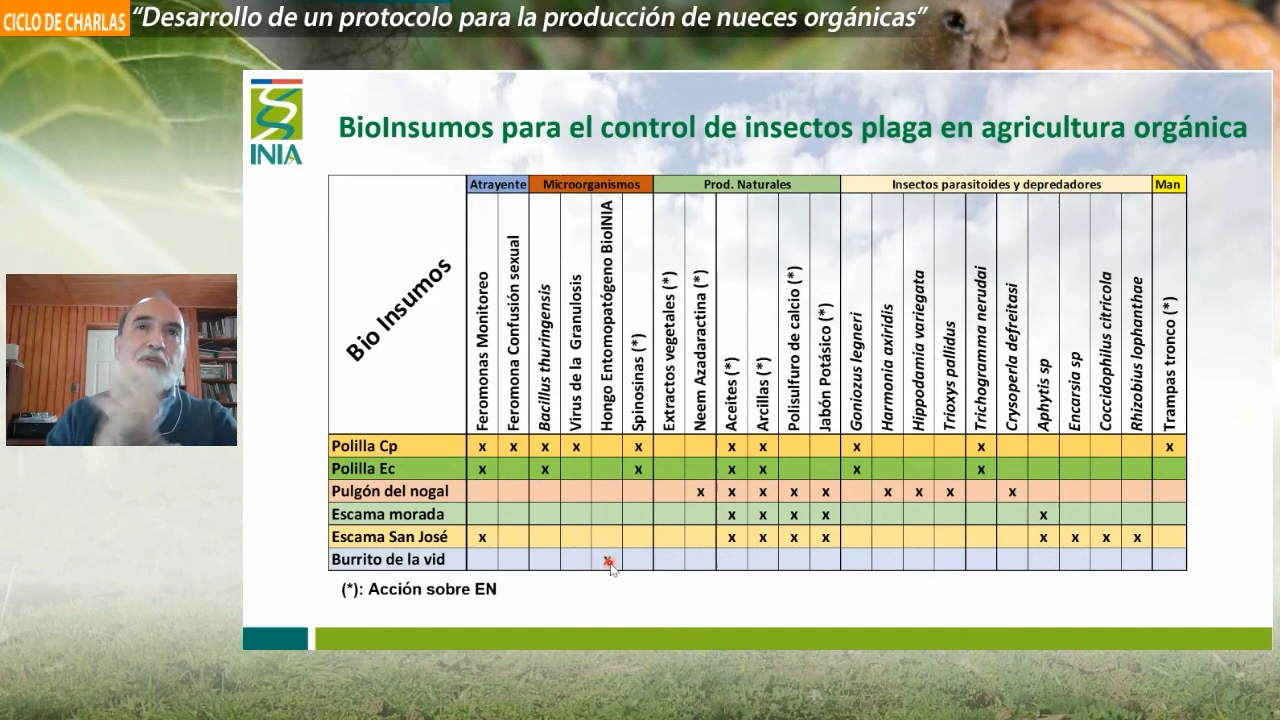 CICLO DE CHARLAS "Desarrollo de un protocolo para la producción de nueces orgánicas"
INIA
BioInsumos para el control de insectos plaga en agricultura orgánica
Atrayente Microorganismos Prod. Naturales Insectos parasitoides y depredadores Man
Bio Insumos
Feromonas Monitoreo
Feromona Confusión sexual
Bacillus thuringensis
Virus de la Granulosis
Hongo Entomopatógeno BioINIA
Spinosinas (*)
Extractos vegetales (*)
Neem Azadaractina (*)
Aceites (*)
Arcillas (*)
Polisulfuro de calcio (*)
Jabón Potásico (*)
Goniozus legneri
Harmonia axiridis
Hippodamia variegata
Trioxys pallidus
Trichogramma nerudai
Crysoperla defreitasi
Aphytis sp
Encarsia sp
Coccidophilus citricola
Rhizobius lophanthae
Trampas tronco (*)
Polilla Cp x x x x x x x x x x
Polilla Ec x x x x x x x
Pulgón del nogal x x x x x x x x x
Escama morada x x x x x
Escama San José x x x x x x x x x
Burrito de la vid x
(*): Acción sobre EN